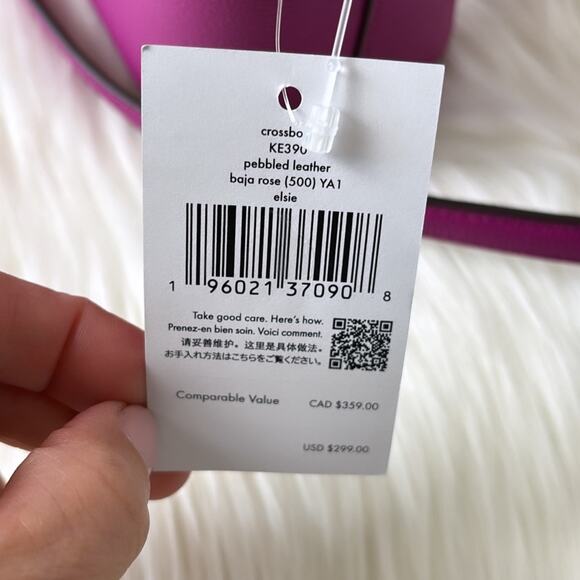 crossbo
KE390
pebbled leather
baja rose (500) YA1
elsie
1 96021 37090 8
Take good care. Here's how.
Prenez-en bien soin. Voici comment.
请妥善维护。这里是具体做法。
お手入れ方法はこちらをご覧ください。
Comparable Value CAD $359.00
USD $299.00